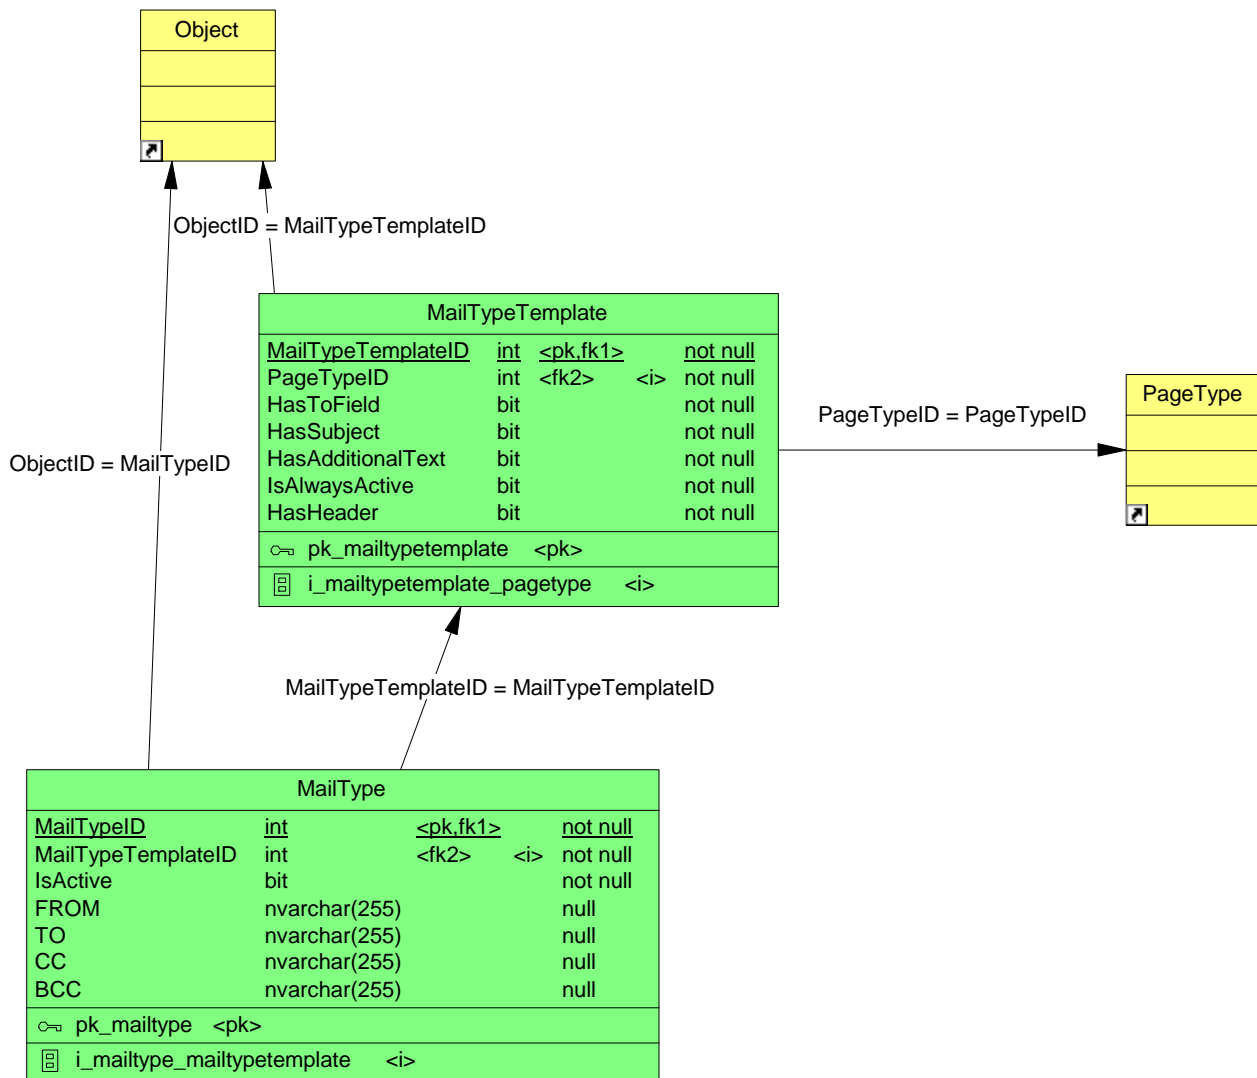 Object
ObjectID = MailTypeTemplateID
MailTypeTemplate
MailTypeTemplateID int <pk,fk1> not null
PageTypeID int <fk2> <i> not null
HasToField bit not null
HasSubject bit not null
HasAdditionalText bit not null
IsAlwaysActive bit not null
HasHeader bit not null
pk_mailtypetemplate <pk>
i_mailtypetemplate_pagetype <i>
PageTypeID = PageTypeID
PageType
ObjectID = MailTypeID
MailTypeTemplateID = MailTypeTemplateID
MailType
MailTypeID int <pk,fk1> not null
MailTypeTemplateID int <fk2> <i> not null
IsActive bit not null
FROM nvarchar(255) null
TO nvarchar(255) null
CC nvarchar(255) null
BCC nvarchar(255) null
pk_mailtype <pk>
i_mailtype_mailtypetemplate <i>